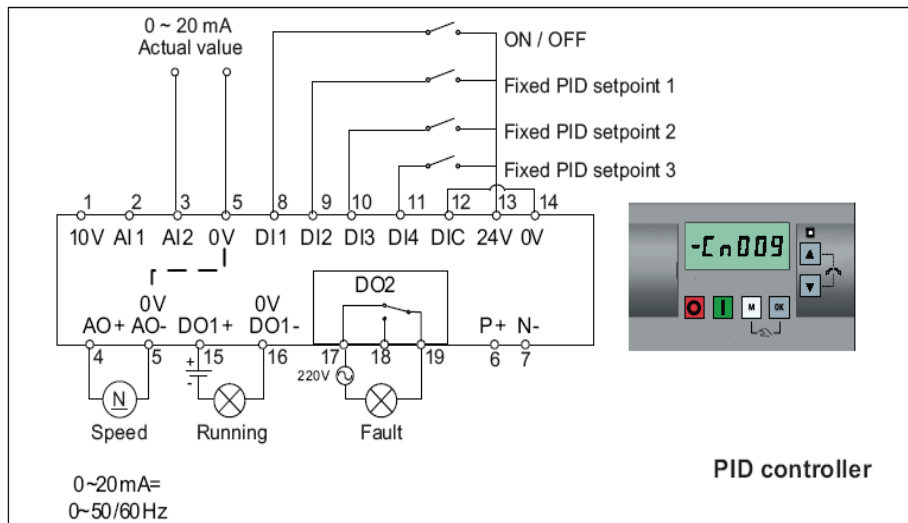 0 ~ 20 mA
Actual value
ON / OFF
Fixed PID setpoint 1
Fixed PID setpoint 2
Fixed PID setpoint 3
1 2 3 5 8 9 10 11 12 13 14
10V AI1 AI2 0V DI1 DI2 DI3 DI4 DIC 24V 0V
-Cn009
M OK
0V 0V DO2
AO+ AO- DO1+ DO1- P+ N-
4 5 15 16 17 18 19 6 7
+
-
220V
N
Speed Running Fault
PID controller
0~20mA=
0~50/60Hz